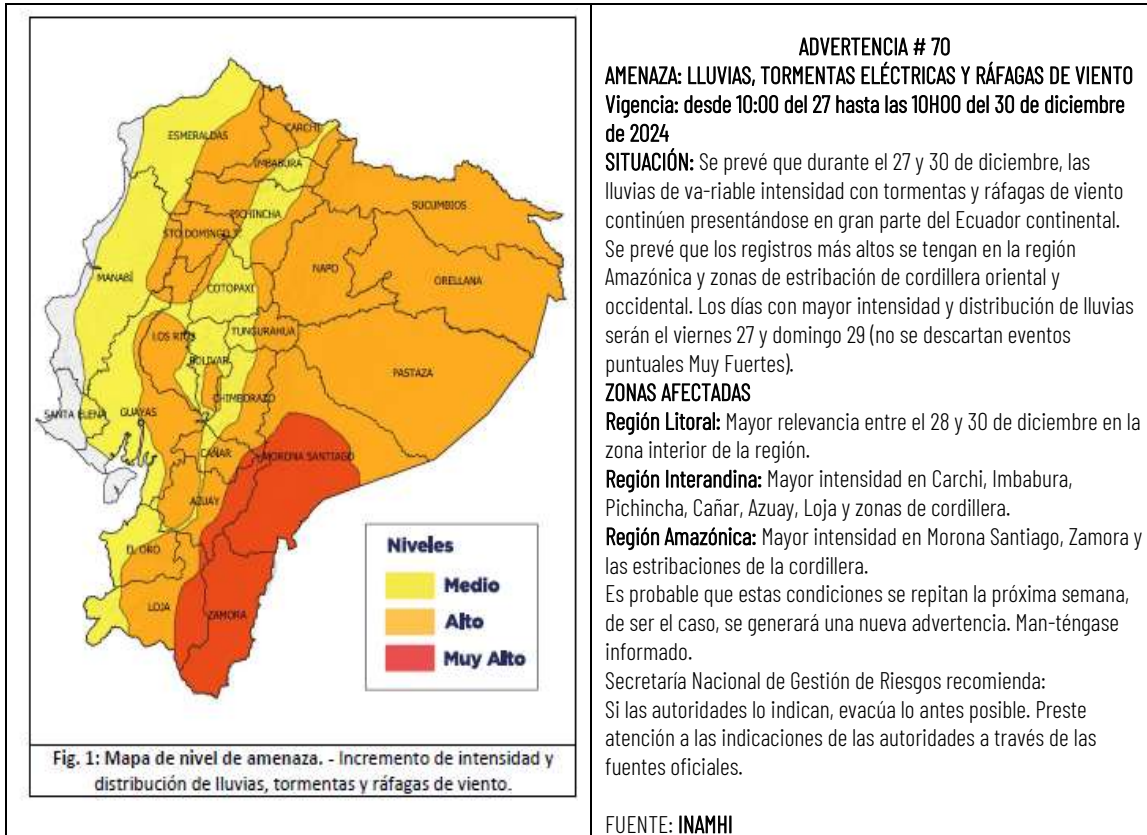 ESMERALDAS
CARCHI
IMBABURA
PICHINCHA
SUCUMBIOS
STO DOMINGO T
NAPO
ORELLANA
MANABÍ
COTOPAXI
LOS RIOS
TUNGURAHUA
BOLIVAR
PASTAZA
CHIMBORAZO
SANTA ELENA
GUAYAS
CAÑAR
MORONA SANTIAGO
AZUAY
EL ORO
LOJA
ZAMORA
Niveles
Medio
Alto
Muy Alto
Fig. 1: Mapa de nivel de amenaza. - Incremento de intensidad y
distribución de lluvias, tormentas y ráfagas de viento.
ADVERTENCIA # 70
AMENAZA: LLUVIAS, TORMENTAS ELÉCTRICAS Y RÁFAGAS DE VIENTO
Vigencia: desde 10:00 del 27 hasta las 10H00 del 30 de diciembre
de 2024
SITUACIÓN: Se prevé que durante el 27 y 30 de diciembre, las
lluvias de va-riable intensidad con tormentas y ráfagas de viento
continúen presentándose en gran parte del Ecuador continental.
Se prevé que los registros más altos se tengan en la región
Amazónica y zonas de estribación de cordillera oriental y
occidental. Los días con mayor intensidad y distribución de lluvias
serán el viernes 27 y domingo 29 (no se descartan eventos
puntuales Muy Fuertes).
ZONAS AFECTADAS
Región Litoral: Mayor relevancia entre el 28 y 30 de diciembre en la
zona interior de la región.
Región Interandina: Mayor intensidad en Carchi, Imbabura,
Pichincha, Cañar, Azuay, Loja y zonas de cordillera.
Región Amazónica: Mayor intensidad en Morona Santiago, Zamora y
las estribaciones de la cordillera.
Es probable que estas condiciones se repitan la próxima semana,
de ser el caso, se generará una nueva advertencia. Man-téngase
informado.
Secretaría Nacional de Gestión de Riesgos recomienda:
Si las autoridades lo indican, evacúa lo antes posible. Preste
atención a las indicaciones de las autoridades a través de las
fuentes oficiales.
FUENTE: INAMHI